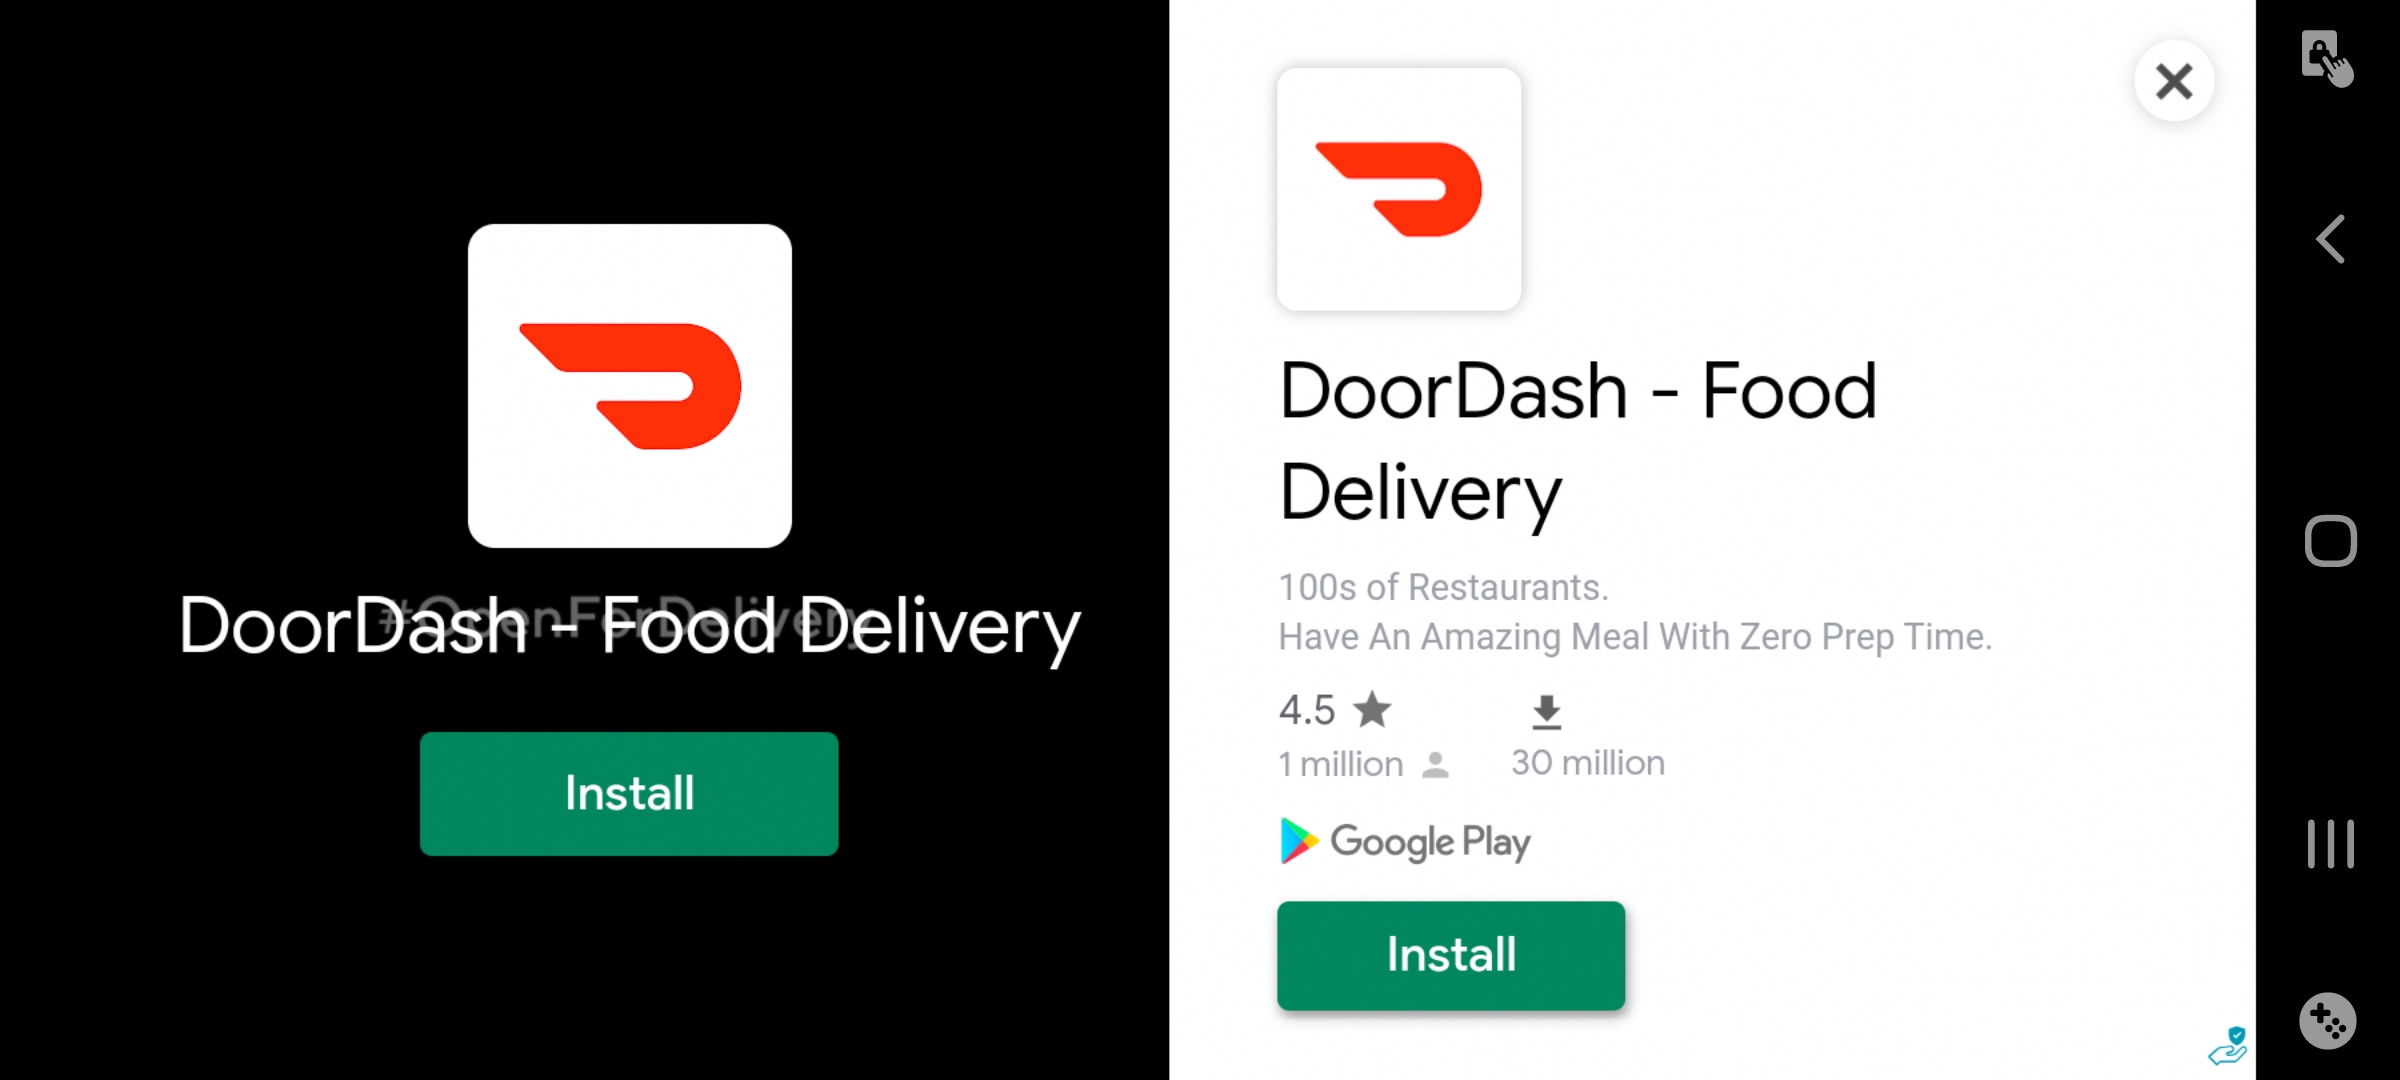 #OpenForDelivery
DoorDash - Food Delivery
Install
DoorDash - Food
Delivery
100s of Restaurants.
Have An Amazing Meal With Zero Prep Time.
4.5
1 million
30 million
Google Play
Install